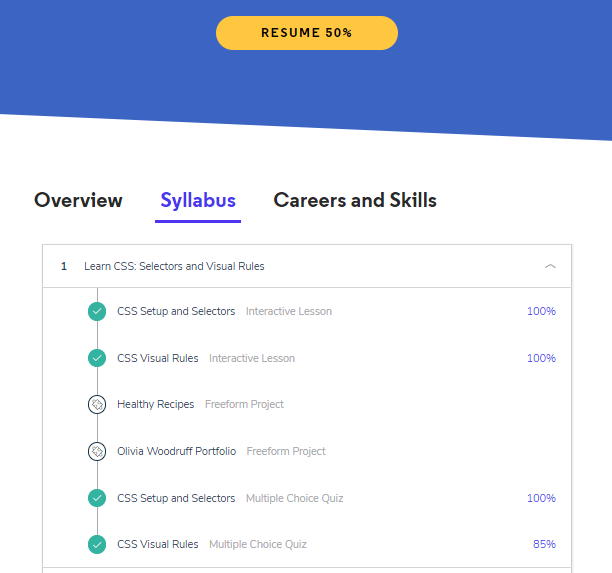 RESUME 50%
Overview Syllabus Careers and Skills
1 Learn CSS: Selectors and Visual Rules
CSS Setup and Selectors Interactive Lesson 100%
CSS Visual Rules Interactive Lesson 100%
Healthy Recipes Freeform Project
Olivia Woodruff Portfolio Freeform Project
CSS Setup and Selectors Multiple Choice Quiz 100%
CSS Visual Rules Multiple Choice Quiz 85%